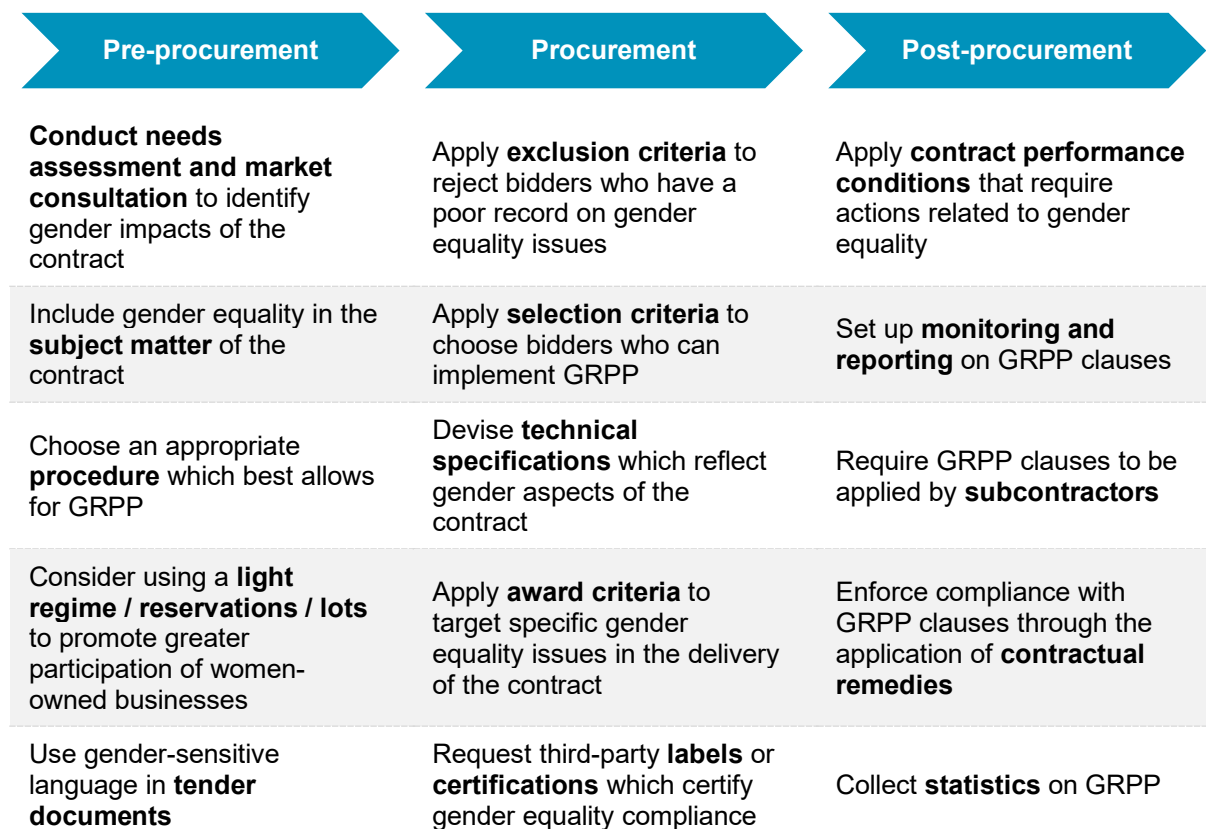 Pre-procurement
Procurement
Post-procurement
Conduct needs
assessment and market
consultation to identify
gender impacts of the
contract
Apply exclusion criteria to
reject bidders who have a
poor record on gender
equality issues
Apply contract performance
conditions that require
actions related to gender
equality
Include gender equality in the
subject matter of the
contract
Apply selection criteria to
choose bidders who can
implement GRPP
Set up monitoring and
reporting on GRPP clauses
Choose an appropriate
procedure which best allows
for GRPP
Devise technical
specifications which reflect
gender aspects of the
contract
Require GRPP clauses to be
applied by subcontractors
Consider using a light
regime / reservations / lots
to promote greater
participation of women-
owned businesses
Apply award criteria to
target specific gender
equality issues in the delivery
of the contract
Enforce compliance with
GRPP clauses through the
application of contractual
remedies
Use gender-sensitive
language in tender
documents
Request third-party labels or
certifications which certify
gender equality compliance
Collect statistics on GRPP